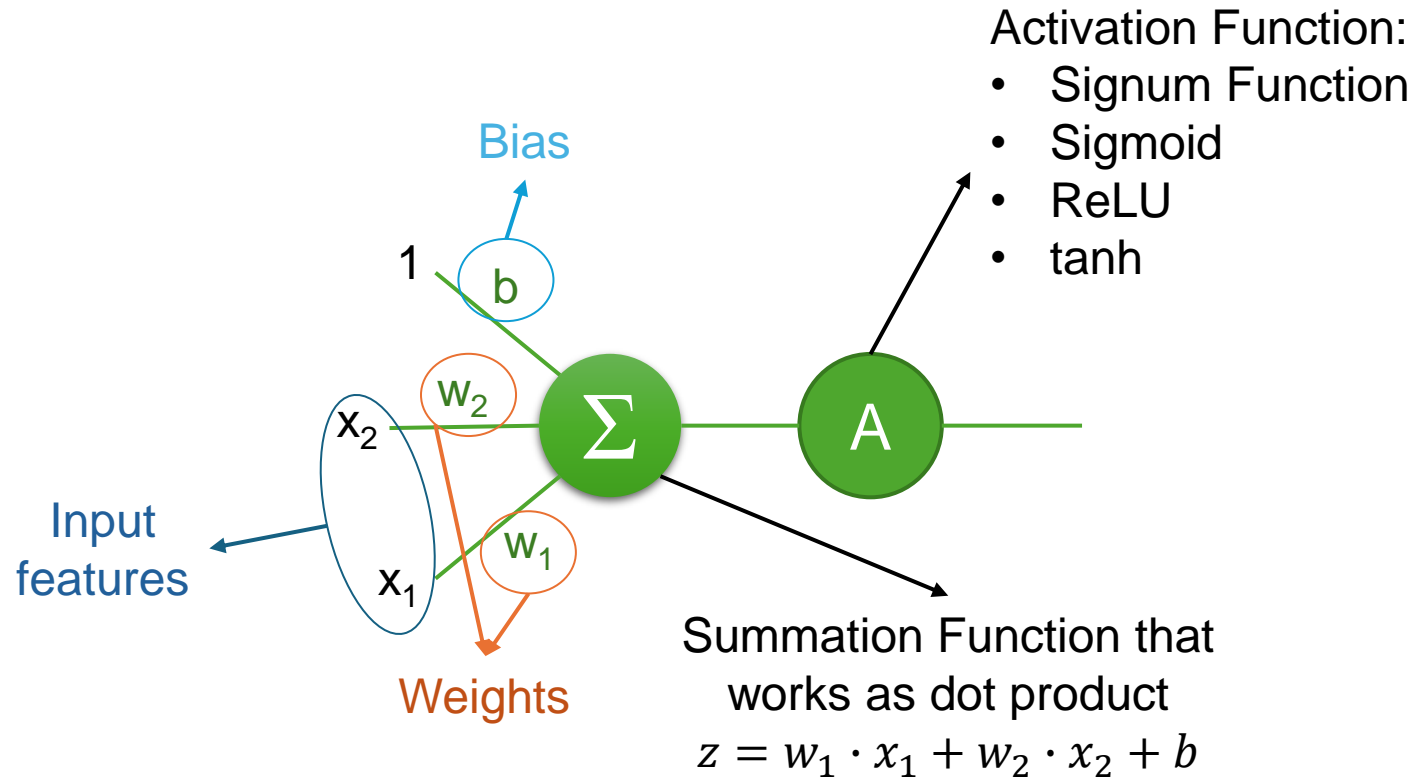 Activation Function:
• Signum Function
• Sigmoid
• ReLU
• tanh
Bias
1
b
w₂
x₂
Σ
A
Input
features
w₁
x₁
Weights
Summation Function that
works as dot product
z = w₁ · x₁ + w₂ · x₂ + b